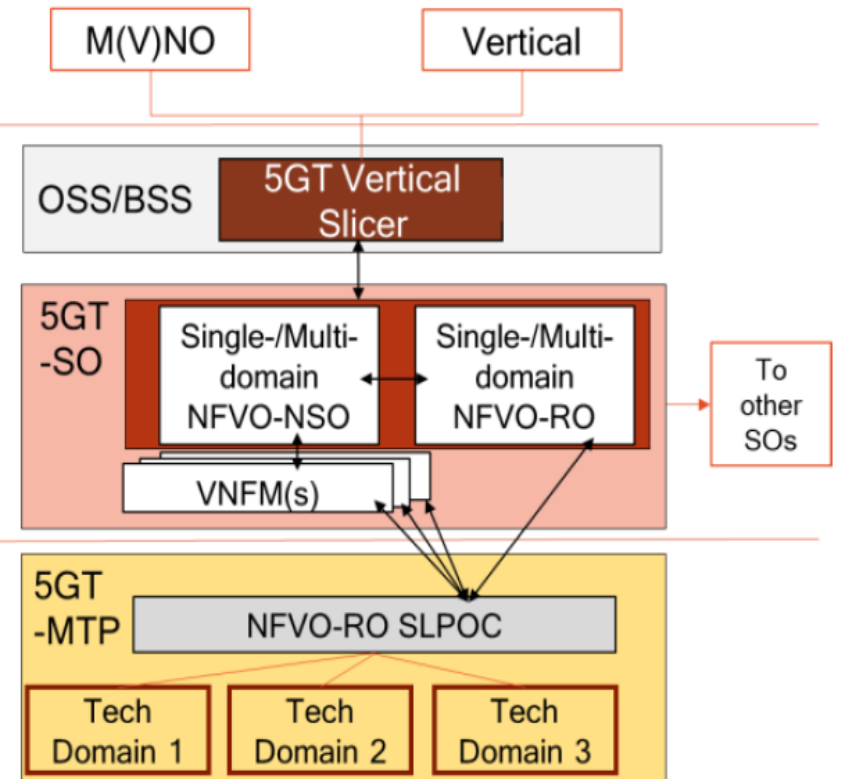 M(V)NO
Vertical
OSS/BSS
5GT Vertical
Slicer
5GT
-SO
Single-/Multi-
domain
NFVO-NSO
Single-/Multi-
domain
NFVO-RO
To
other
SOs
VNFM(s)
5GT
-MTP
NFVO-RO SLPOC
Tech
Domain 1
Tech
Domain 2
Tech
Domain 3